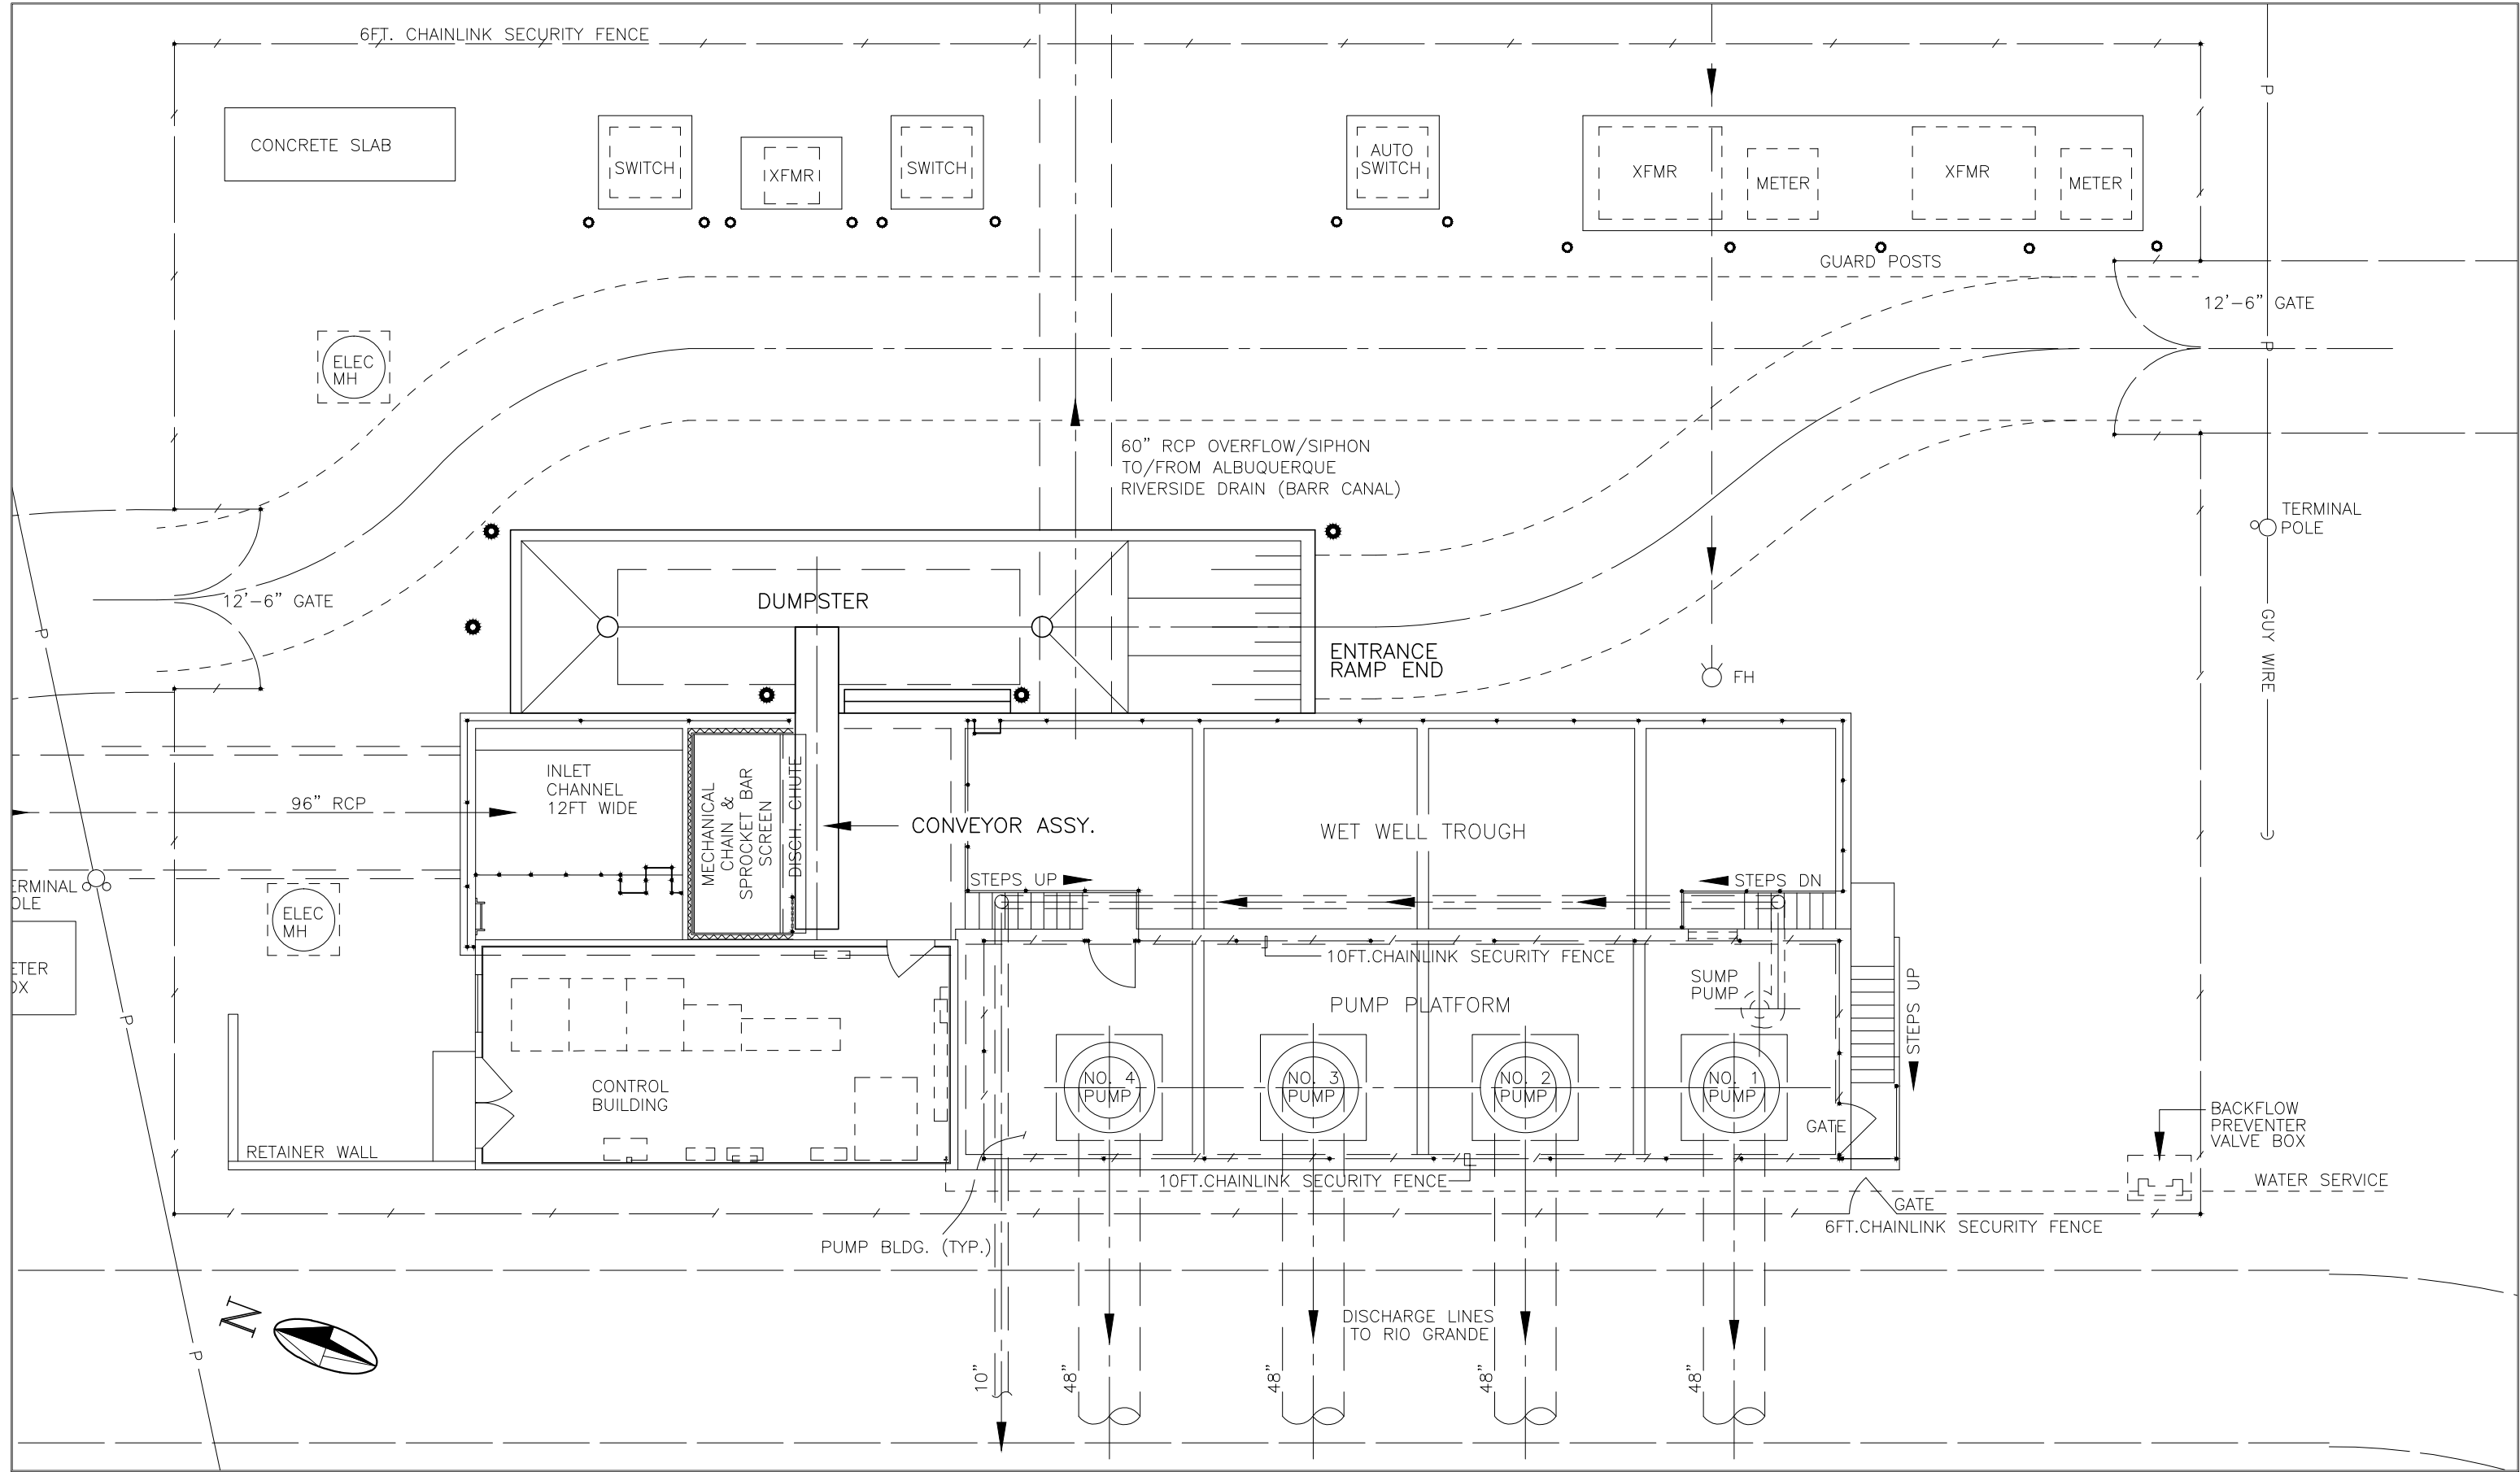 6FT. CHAINLINK SECURITY FENCE
CONCRETE SLAB
SWITCH
XFMR
SWITCH
AUTO
SWITCH
XFMR
METER
XFMR
METER
P
GUARD POSTS
12'-6" GATE
P
ELEC
MH
60" RCP OVERFLOW/SIPHON
TO/FROM ALBUQUERQUE
RIVERSIDE DRAIN (BARR CANAL)
TERMINAL
POLE
12'-6" GATE
DUMPSTER
P
ENTRANCE
RAMP END
FH
GUY WIRE
INLET
CHANNEL
12FT WIDE
96" RCP
MECHANICAL
CHAIN &
SPROCKET BAR
SCREEN
DISCH. CHUTE
CONVEYOR ASSY.
WET WELL TROUGH
STEPS UP
STEPS DN
ERMINAL
OLE
ELEC
MH
ETER
OX
10FT.CHAINLINK SECURITY FENCE
SUMP
PUMP
PUMP PLATFORM
STEPS UP
P
CONTROL
BUILDING
NO. 4
PUMP
NO. 3
PUMP
NO. 2
PUMP
NO. 1
PUMP
GATE
BACKFLOW
PREVENTER
VALVE BOX
RETAINER WALL
10FT.CHAINLINK SECURITY FENCE
WATER SERVICE
GATE
6FT.CHAINLINK SECURITY FENCE
PUMP BLDG. (TYP.)
N
P
DISCHARGE LINES
TO RIO GRANDE
10"
48"
48"
48"
48"